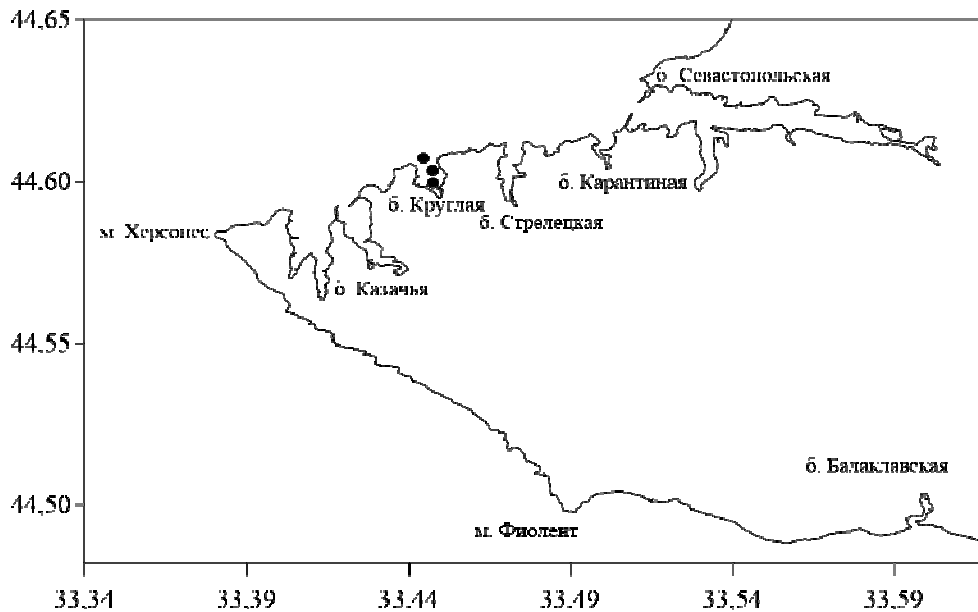 44,65
б. Севастопольская
44,60
б. Карантиная
б. Круглая
б. Стрелецкая
м. Херсонес
б. Казачья
44,55
б. Балаклавская
44,50
м. Фиолент
33,34 33,39 33,44 33,49 33,54 33,59